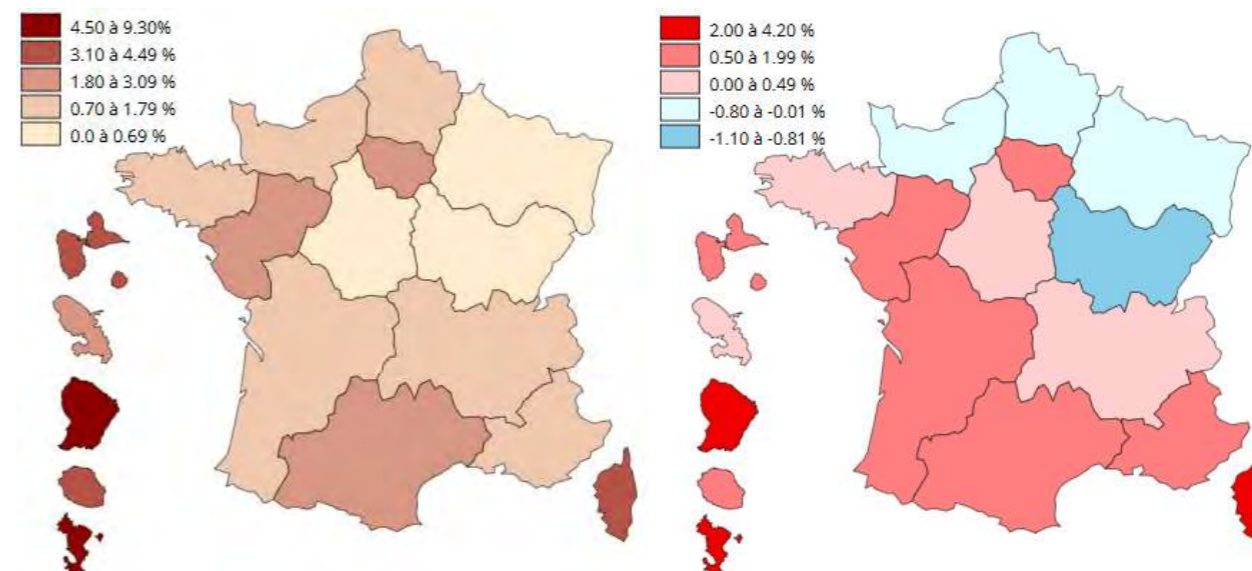 4.50 à 9.30%
3.10 à 4.49 %
1.80 à 3.09 %
0.70 à 1.79 %
0.0 à 0.69 %
2.00 à 4.20 %
0.50 à 1.99 %
0.00 à 0.49 %
-0.80 à -0.01 %
-1.10 à -0.81 %